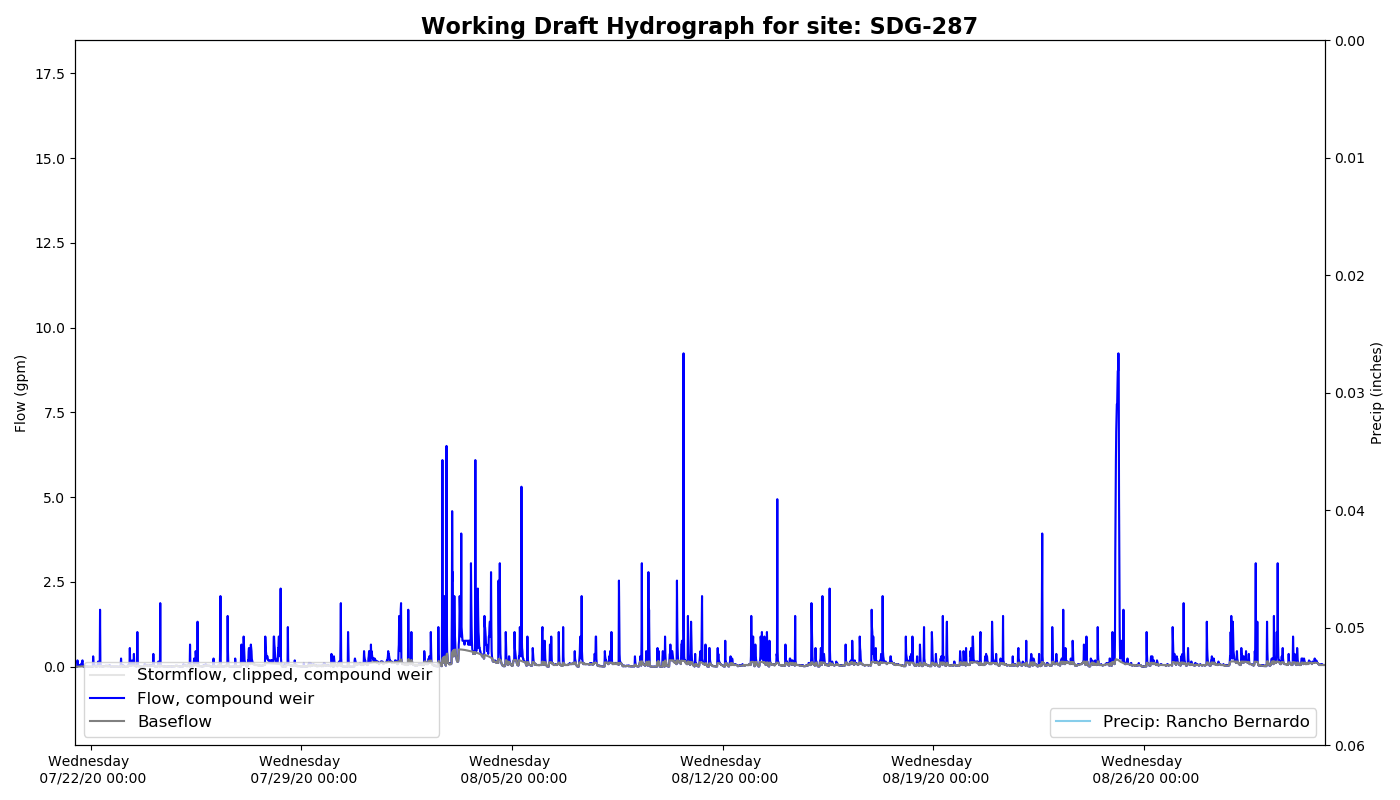 Working Draft Hydrograph for site: SDG-287
Flow (gpm)
17.5
15.0
12.5
10.0
7.5
5.0
2.5
0.0
0.00
0.01
0.02
0.03
0.04
0.05
0.06
Precip (inches)
Stormflow, clipped, compound weir
Flow, compound weir
Baseflow
Precip: Rancho Bernardo
Wednesday
07/22/20 00:00
Wednesday
07/29/20 00:00
Wednesday
08/05/20 00:00
Wednesday
08/12/20 00:00
Wednesday
08/19/20 00:00
Wednesday
08/26/20 00:00